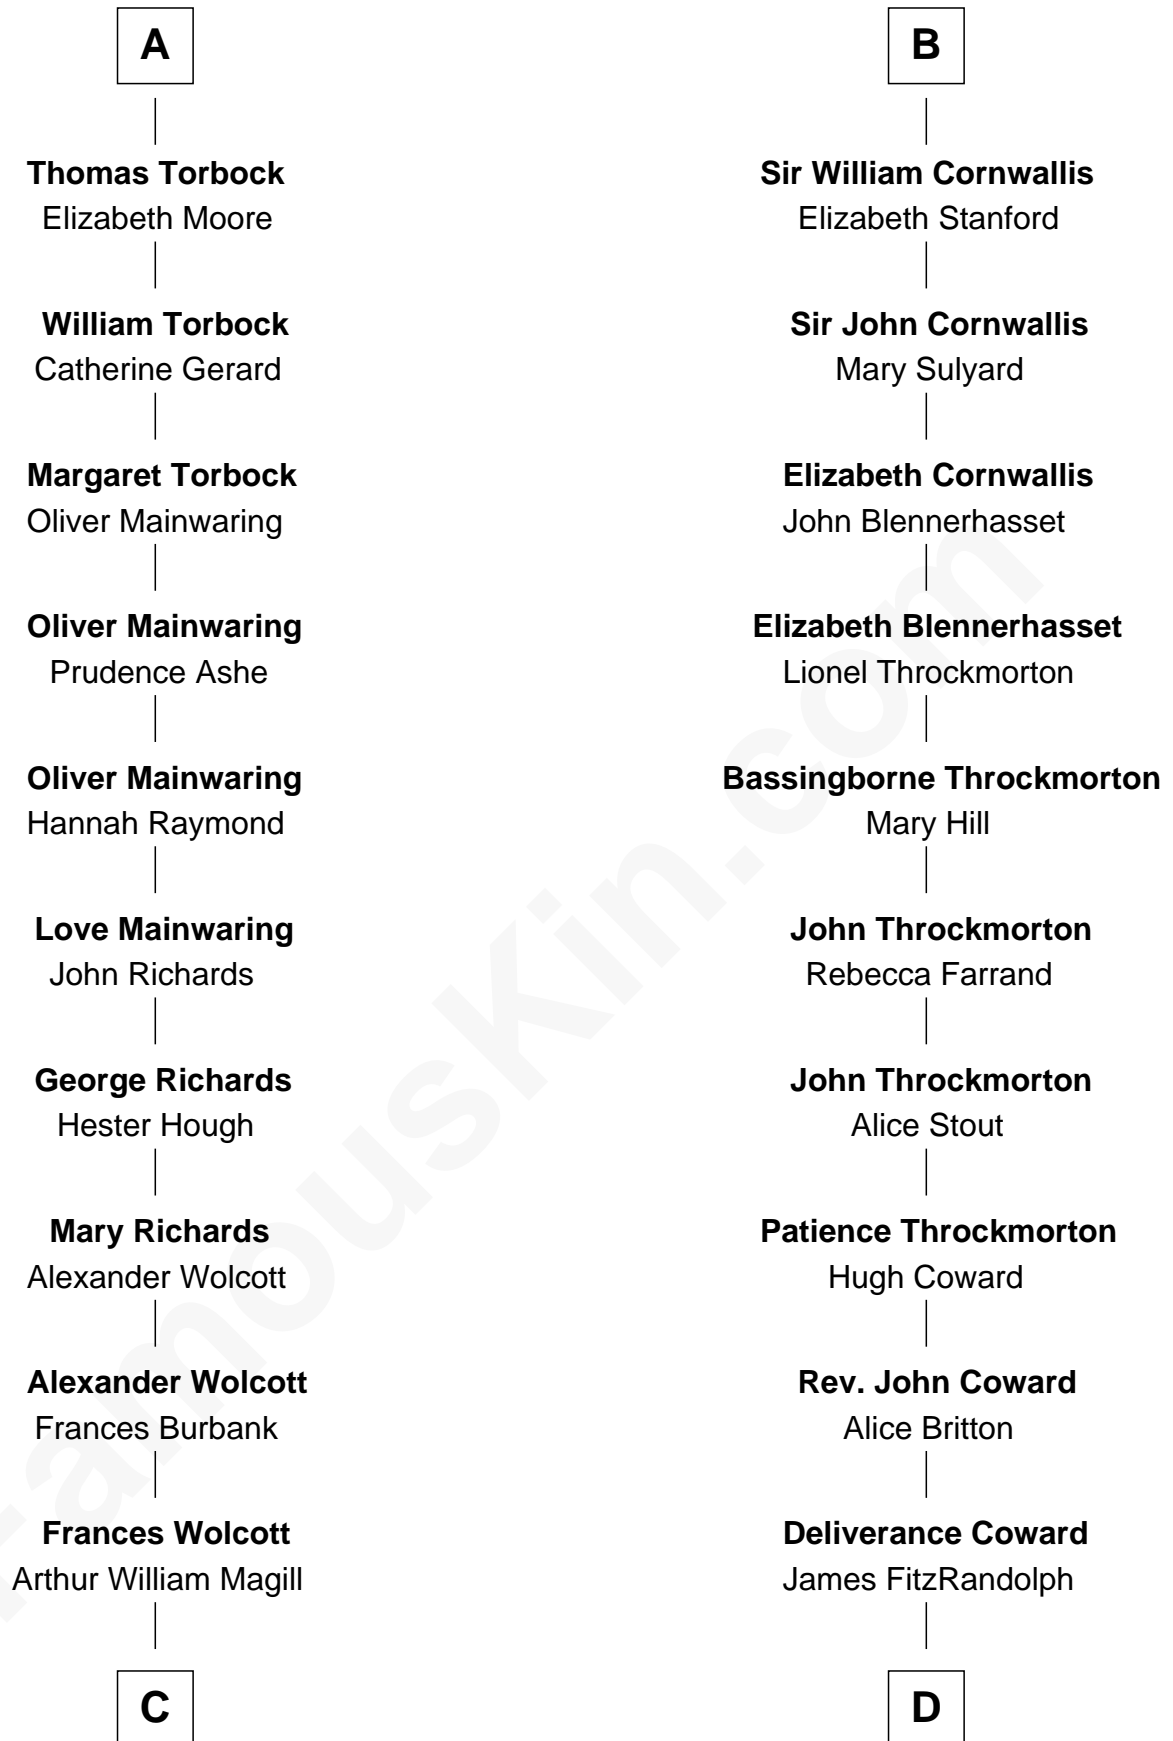 A
Thomas Torbock
Elizabeth Moore
William Torbock
Catherine Gerard
Margaret Torbock
Oliver Mainwaring
Oliver Mainwaring
Prudence Ashe
Oliver Mainwaring
Hannah Raymond
Love Mainwaring
John Richards
George Richards
Hester Hough
Mary Richards
Alexander Wolcott
Alexander Wolcott
Frances Burbank
Frances Wolcott
Arthur William Magill
C
B
Sir William Cornwallis
Elizabeth Stanford
Sir John Cornwallis
Mary Sulyard
Elizabeth Cornwallis
John Blennerhasset
Elizabeth Blennerhasset
Lionel Throckmorton
Bassingborne Throckmorton
Mary Hill
John Throckmorton
Rebecca Farrand
John Throckmorton
Alice Stout
Patience Throckmorton
Hugh Coward
Rev. John Coward
Alice Britton
Deliverance Coward
James FitzRandolph
D
FamousKin.com